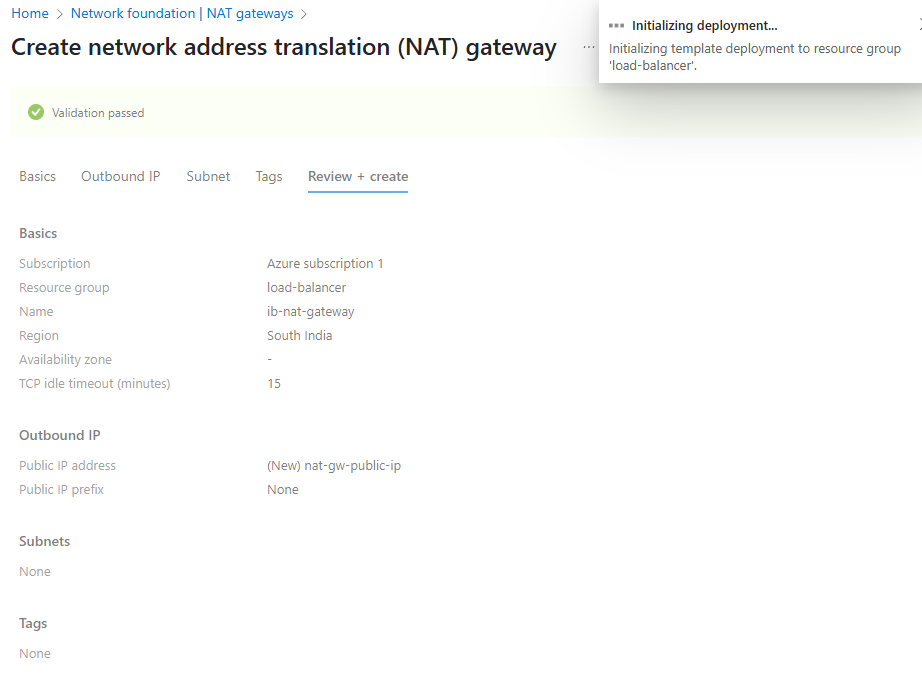 Home > Network foundation | NAT gateways >
Create network address translation (NAT) gateway ...
Initializing deployment...
Initializing template deployment to resource group
'load-balancer'.
Validation passed
Basics Outbound IP Subnet Tags Review + create
Basics
Subscription Azure subscription 1
Resource group load-balancer
Name ib-nat-gateway
Region South India
Availability zone -
TCP idle timeout (minutes) 15
Outbound IP
Public IP address (New) nat-gw-public-ip
Public IP prefix None
Subnets
None
Tags
None